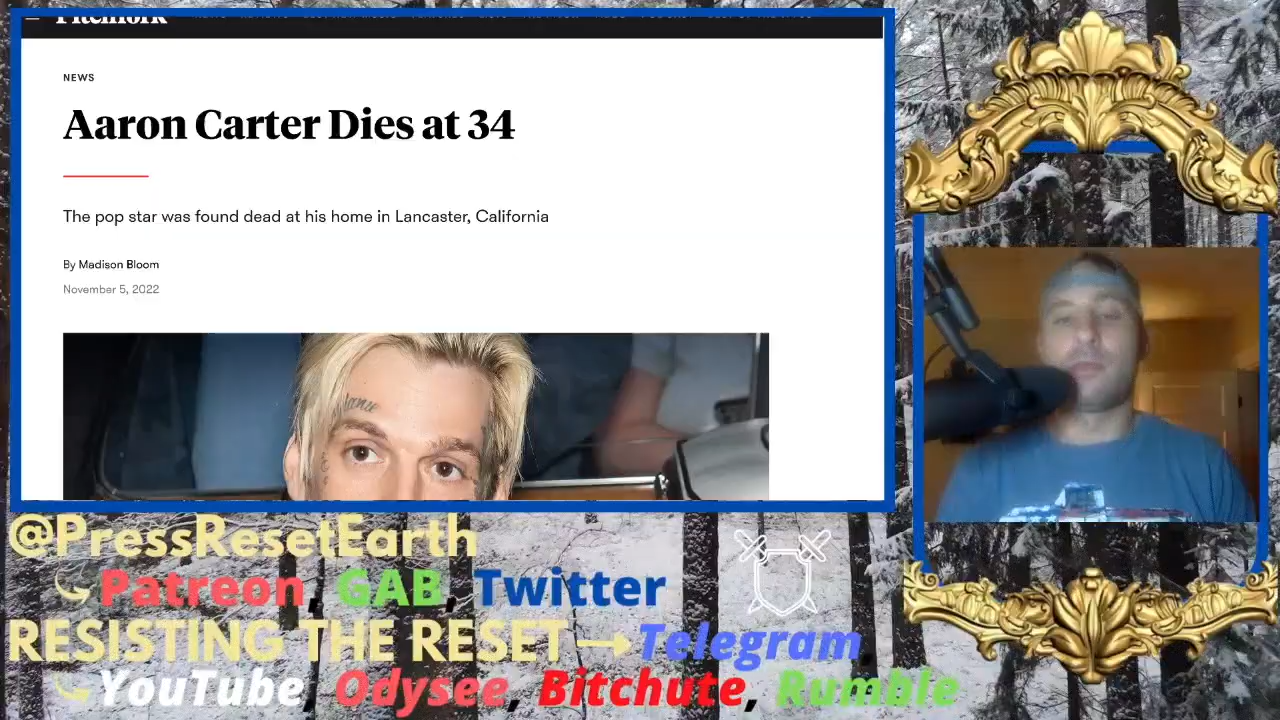 Pitchfork
NEWS
Aaron Carter Dies at 34
The pop star was found dead at his home in Lancaster, California
By Madison Bloom
November 5, 2022
@PressResetEarth
Patreon, GAB, Twitter
RESISTING THE RESET → Telegram
YouTube, Odysee, Bitchute, Rumble